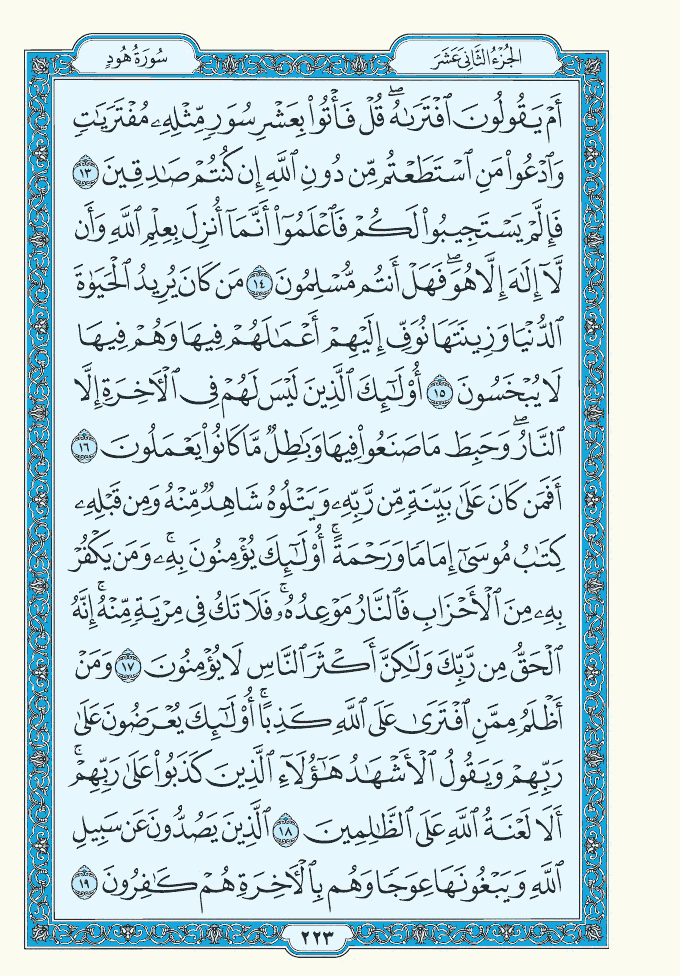 الجُزْءُ الثَّانِي عَشَرَ
سُورَةُ هُودٍ
أَمْ يَقُولُونَ ٱفْتَرَىٰهُۖ قُلْ فَأْتُوا۟ بِعَشْرِ سُوَرٍ مِّثْلِهِۦ مُفْتَرَيَٰتٍ
وَٱدْعُوا۟ مَنِ ٱسْتَطَعْتُم مِّن دُونِ ٱللَّهِ إِن كُنتُمْ صَٰدِقِينَ ١٣
فَإِلَّمْ يَسْتَجِيبُوا۟ لَكُمْ فَٱعْلَمُوٓا۟ أَنَّمَآ أُنزِلَ بِعِلْمِ ٱللَّهِ وَأَن
لَّآ إِلَٰهَ إِلَّا هُوَۖ فَهَلْ أَنتُم مُّسْلِمُونَ ١٤ مَن كَانَ يُرِيدُ ٱلْحَيَوٰةَ
ٱلدُّنْيَا وَزِينَتَهَا نُوَفِّ إِلَيْهِمْ أَعْمَٰلَهُمْ فِيهَا وَهُمْ فِيهَا
لَا يُبْخَسُونَ ١٥ أُو۟لَٰٓئِكَ ٱلَّذِينَ لَيْسَ لَهُمْ فِى ٱلْءَاخِرَةِ إِلَّا
ٱلنَّارُۖ وَحَبِطَ مَا صَنَعُوا۟ فِيهَا وَبَٰطِلٌ مَّا كَانُوا۟ يَعْمَلُونَ ١٦
أَفَمَن كَانَ عَلَىٰ بَيِّنَةٍ مِّن رَّبِّهِۦ وَيَتْلُوهُ شَاهِدٌ مِّنْهُ وَمِن قَبْلِهِۦ
كِتَٰبُ مُوسَىٰٓ إِمَامًا وَرَحْمَةًۚ أُو۟لَٰٓئِكَ يُؤْمِنُونَ بِهِۦۚ وَمَن يَكْفُرْ
بِهِۦ مِنَ ٱلْأَحْزَابِ فَٱلنَّارُ مَوْعِدُهُۥۚ فَلَا تَكُ فِى مِرْيَةٍ مِّنْهُۚ إِنَّهُ
ٱلْحَقُّ مِن رَّبِّكَ وَلَٰكِنَّ أَكْثَرَ ٱلنَّاسِ لَا يُؤْمِنُونَ ١٧ وَمَنْ
أَظْلَمُ مِمَّنِ ٱفْتَرَىٰ عَلَى ٱللَّهِ كَذِبًاۚ أُو۟لَٰٓئِكَ يُعْرَضُونَ عَلَىٰ
رَبِّهِمْ وَيَقُولُ ٱلْأَشْهَٰدُ هَٰٓؤُلَآءِ ٱلَّذِينَ كَذَبُوا۟ عَلَىٰ رَبِّهِمْۚ
أَلَا لَعْنَةُ ٱللَّهِ عَلَى ٱلظَّٰلِمِينَ ١٨ ٱلَّذِينَ يَصُدُّونَ عَن سَبِيلِ
ٱللَّهِ وَيَبْغُونَهَا عِوَجًا وَهُم بِٱلْءَاخِرَةِ هُمْ كَٰفِرُونَ ١٩
٢٢٣